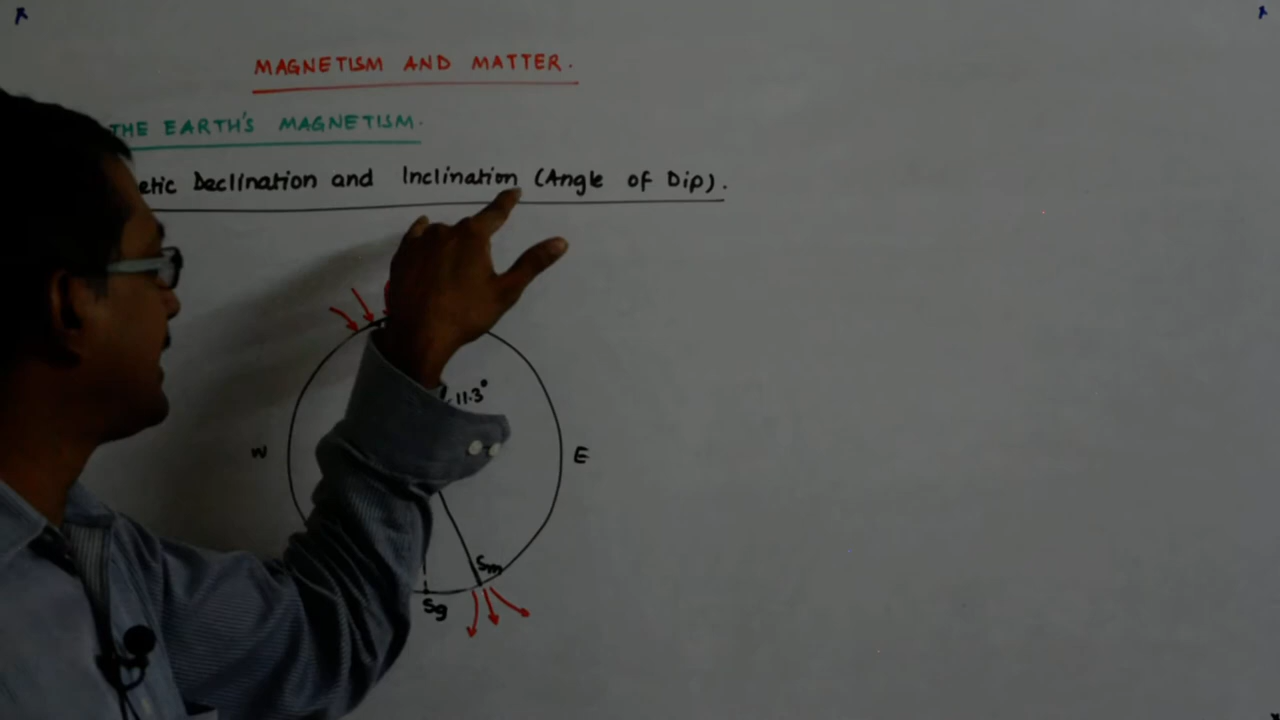 MAGNETISM AND MATTER.
THE EARTH'S MAGNETISM.
etic Declination and Inclination (Angle of Dip).
11.3°
W
E
Sm
Sg